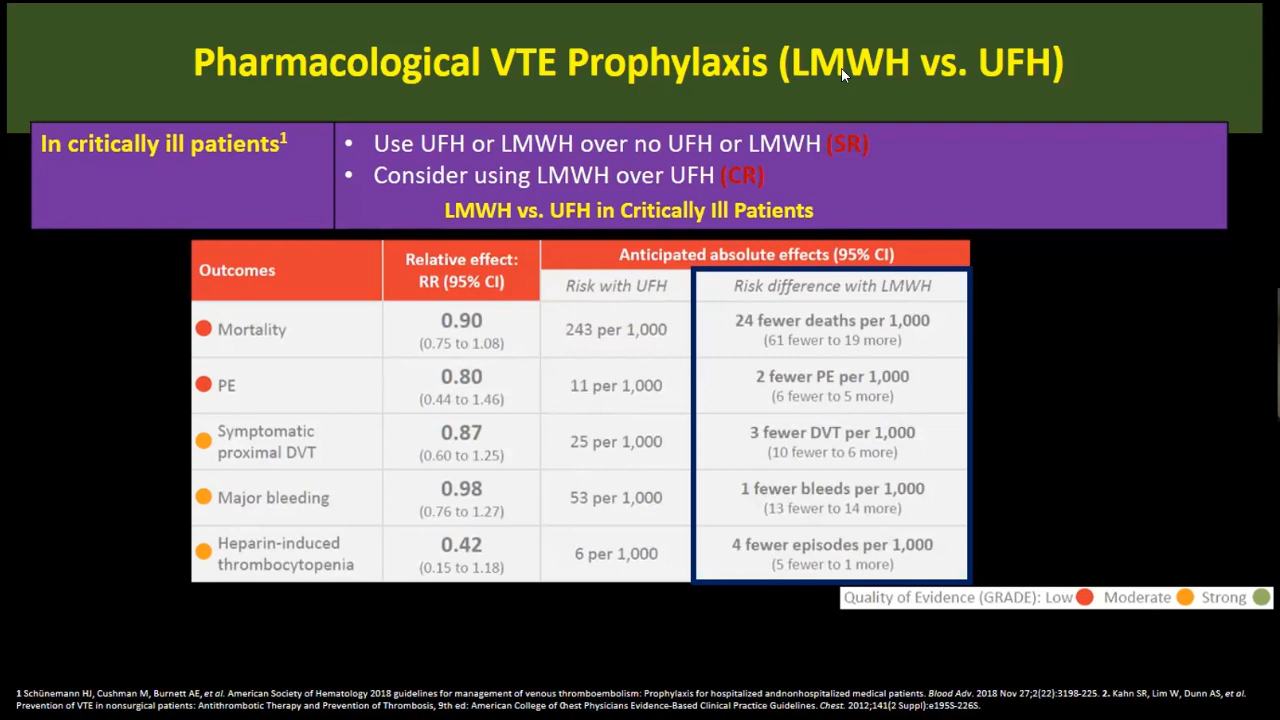 Pharmacological VTE Prophylaxis (LMWH vs. UFH)
In critically ill patients1
• Use UFH or LMWH over no UFH or LMWH (SR)
• Consider using LMWH over UFH (CR)
LMWH vs. UFH in Critically Ill Patients
Outcomes
Relative effect:
RR (95% CI)
Anticipated absolute effects (95% CI)
Risk with UFH
Risk difference with LMWH
Mortality
0.90
(0.75 to 1.08)
243 per 1,000
24 fewer deaths per 1,000
(61 fewer to 19 more)
PE
0.80
(0.44 to 1.46)
11 per 1,000
2 fewer PE per 1,000
(6 fewer to 5 more)
Symptomatic
proximal DVT
0.87
(0.60 to 1.25)
25 per 1,000
3 fewer DVT per 1,000
(10 fewer to 6 more)
Major bleeding
0.98
(0.76 to 1.27)
53 per 1,000
1 fewer bleeds per 1,000
(13 fewer to 14 more)
Heparin-induced
thrombocytopenia
0.42
(0.15 to 1.18)
6 per 1,000
4 fewer episodes per 1,000
(5 fewer to 1 more)
Quality of Evidence (GRADE): Low Moderate Strong
1 Schünemann HJ, Cushman M, Burnett AE, et al. American Society of Hematology 2018 guidelines for management of venous thromboembolism: Prophylaxis for hospitalized andnonhospitalized medical patients. Blood Adv. 2018 Nov 27;2(22):3198-225. 2. Kahn SR, Lim W, Dunn AS, et al.
Prevention of VTE in nonsurgical patients: Antithrombotic Therapy and Prevention of Thrombosis, 9th ed: American College of Chest Physicians Evidence-Based Clinical Practice Guidelines. Chest. 2012;141(2 Suppl):e195S-226S.